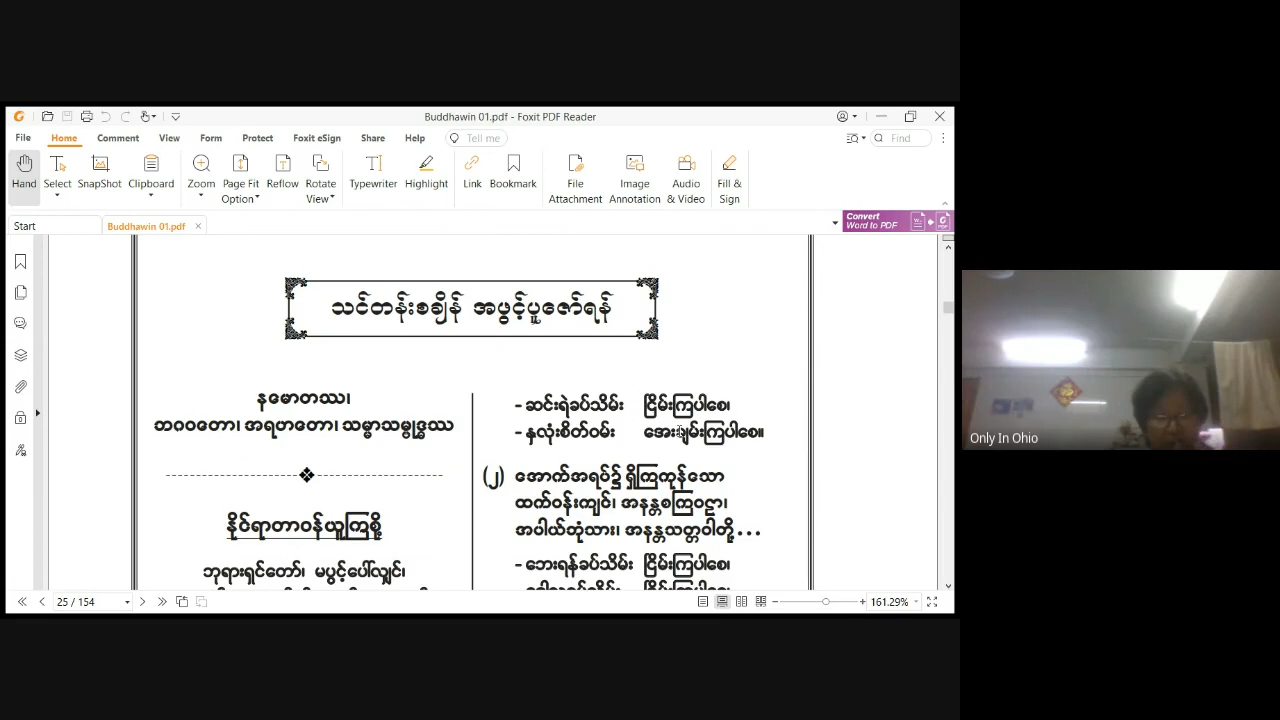 Buddhawin 01.pdf - Foxit PDF Reader
File Home Comment View Form Protect Foxit eSign Share Help Tell me Find
Hand Select SnapShot Clipboard Zoom Page Fit Option Reflow Rotate View Typewriter Highlight Link Bookmark File Attachment Image Annotation Audio & Video Fill & Sign
Start Buddhawin 01.pdf
Convert Word to PDF
သင်တန်းစချိန် အဖွင့်ပူဇော်ရန်
နမောတဿ၊
ဘဂဝတော၊ အရဟတော၊ သမ္မာသမ္ဗုဒ္ဓဿ
နိုင်ရာတာဝန်ယူကြစို့
ဘုရားရှင်တော်၊ မပွင့်ပေါ်လျှင်၊
- ဆင်းရဲခပ်သိမ်း ငြိမ်းကြပါစေ၊
- နှလုံးစိတ်ဝမ်း အေးချမ်းကြပါစေ။
(၂) အောက်အရပ်၌ ရှိကြကုန်သော
ထက်ဝန်းကျင်၊ အနန္တစကြဝဠာ၊
အပါယ်ဘုံသား၊ အနန္တသတ္တဝါတို့...
- ဘေးရန်ခပ်သိမ်း ငြိမ်းကြပါစေ၊
25 / 154
161.29%
Only In Ohio